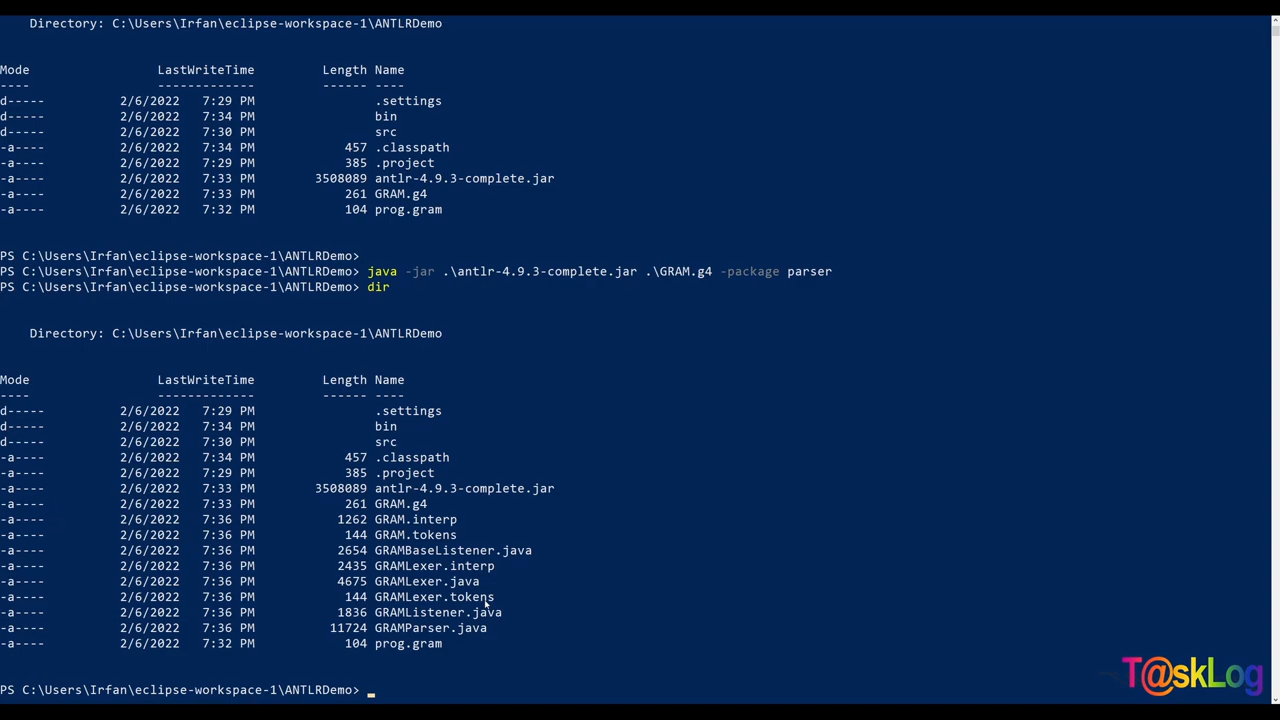 Directory: C:\Users\Irfan\eclipse-workspace-1\ANTLRDemo
Mode LastWriteTime Length Name
---- ------------- ------ ----
d----- 2/6/2022 7:29 PM .settings
d----- 2/6/2022 7:34 PM bin
d----- 2/6/2022 7:30 PM src
-a---- 2/6/2022 7:34 PM 457 .classpath
-a---- 2/6/2022 7:29 PM 385 .project
-a---- 2/6/2022 7:33 PM 3508089 antlr-4.9.3-complete.jar
-a---- 2/6/2022 7:33 PM 261 GRAM.g4
-a---- 2/6/2022 7:32 PM 104 prog.gram
PS C:\Users\Irfan\eclipse-workspace-1\ANTLRDemo>
PS C:\Users\Irfan\eclipse-workspace-1\ANTLRDemo> java -jar .\antlr-4.9.3-complete.jar .\GRAM.g4 -package parser
PS C:\Users\Irfan\eclipse-workspace-1\ANTLRDemo> dir
Directory: C:\Users\Irfan\eclipse-workspace-1\ANTLRDemo
Mode LastWriteTime Length Name
---- ------------- ------ ----
d----- 2/6/2022 7:29 PM .settings
d----- 2/6/2022 7:34 PM bin
d----- 2/6/2022 7:30 PM src
-a---- 2/6/2022 7:34 PM 457 .classpath
-a---- 2/6/2022 7:29 PM 385 .project
-a---- 2/6/2022 7:33 PM 3508089 antlr-4.9.3-complete.jar
-a---- 2/6/2022 7:33 PM 261 GRAM.g4
-a---- 2/6/2022 7:36 PM 1262 GRAM.interp
-a---- 2/6/2022 7:36 PM 144 GRAM.tokens
-a---- 2/6/2022 7:36 PM 2654 GRAMBaseListener.java
-a---- 2/6/2022 7:36 PM 2435 GRAMLexer.interp
-a---- 2/6/2022 7:36 PM 4675 GRAMLexer.java
-a---- 2/6/2022 7:36 PM 144 GRAMLexer.tokens
-a---- 2/6/2022 7:36 PM 1836 GRAMListener.java
-a---- 2/6/2022 7:36 PM 11724 GRAMParser.java
-a---- 2/6/2022 7:32 PM 104 prog.gram
PS C:\Users\Irfan\eclipse-workspace-1\ANTLRDemo>
T@skLog